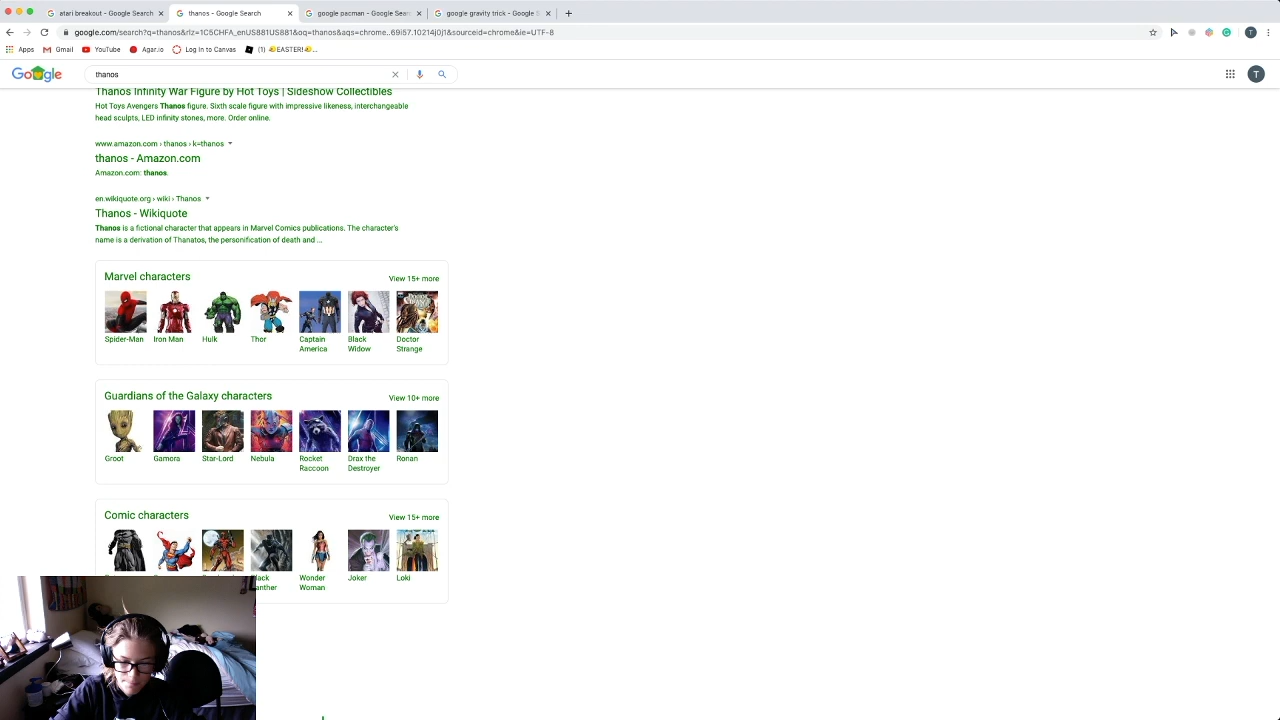 atari breakout - Google Search
thanos - Google Search
google pacman - Google Sear
google gravity trick - Google S
google.com/search?q=thanos&rlz=1C5CHFA_enUS881US881&oq=thanos&aqs=chrome..69i57.10214j0j1&sourceid=chrome&ie=UTF-8
Apps
Gmail
YouTube
Agar.io
Log In to Canvas
(1) 🐣EASTER!🐣...
T
Google
thanos
T
Thanos Infinity War Figure by Hot Toys | Sideshow Collectibles
Hot Toys Avengers Thanos figure. Sixth scale figure with impressive likeness, interchangeable
head sculpts, LED infinity stones, more. Order online.
www.amazon.com › thanos › k=thanos
thanos - Amazon.com
Amazon.com: thanos.
en.wikiquote.org › wiki › Thanos
Thanos - Wikiquote
Thanos is a fictional character that appears in Marvel Comics publications. The character's
name is a derivation of Thanatos, the personification of death and ...
Marvel characters
View 15+ more
Spider-Man
Iron Man
Hulk
Thor
Captain
America
Black
Widow
Doctor
Strange
Guardians of the Galaxy characters
View 10+ more
Groot
Gamora
Star-Lord
Nebula
Rocket
Raccoon
Drax the
Destroyer
Ronan
Comic characters
View 15+ more
Wonder
Woman
Joker
Loki